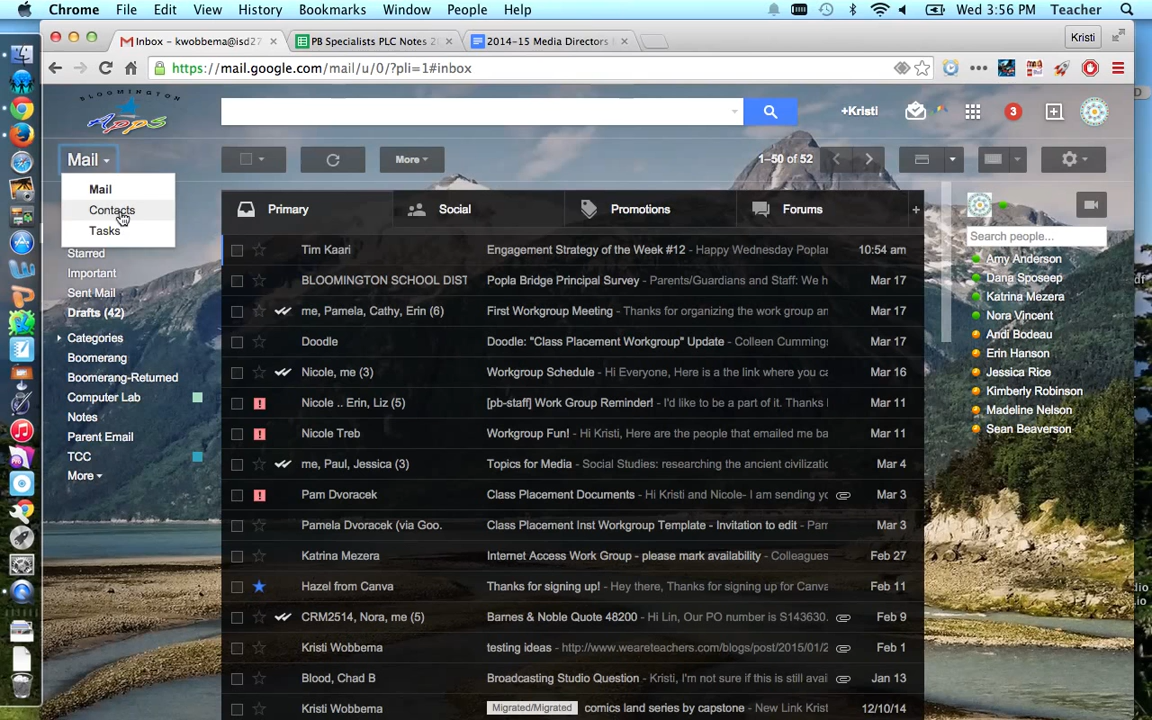 Chrome File Edit View History Bookmarks Window People Help Wed 3:56 PM Teacher
Inbox - kwobbema@isd27 PB Specialists PLC Notes 2 2014-15 Media Directors Kristi
https://mail.google.com/mail/u/0/?pli=1#inbox
BLOOMINGTON
Apps
+Kristi 3
Mail More 1–50 of 52
Mail
Contacts
Tasks
Starred
Important
Sent Mail
Drafts (42)
Categories
Boomerang
Boomerang-Returned
Computer Lab
Notes
Parent Email
TCC
More
Primary Social Promotions Forums +
Tim Kaari Engagement Strategy of the Week #12 - Happy Wednesday Poplar 10:54 am
BLOOMINGTON SCHOOL DIST Popla Bridge Principal Survey - Parents/Guardians and Staff: We h Mar 17
me, Pamela, Cathy, Erin (6) First Workgroup Meeting - Thanks for organizing the work group an Mar 17
Doodle Doodle: "Class Placement Workgroup" Update - Colleen Cummings Mar 17
Nicole, me (3) Workgroup Schedule - Hi Everyone, Here is a the link where you ca Mar 16
Nicole .. Erin, Liz (5) [pb-staff] Work Group Reminder! - I'd like to be a part of it. Thanks Mar 11
Nicole Treb Workgroup Fun! - Hi Kristi, Here are the people that emailed me ba Mar 11
me, Paul, Jessica (3) Topics for Media - Social Studies: researching the ancient civilizatio Mar 4
Pam Dvoracek Class Placement Documents - Hi Kristi and Nicole- I am sending yo Mar 3
Pamela Dvoracek (via Goo. Class Placement Inst Workgroup Template - Invitation to edit - Pam Mar 3
Katrina Mezera Internet Access Work Group - please mark availability - Colleagues Feb 27
Hazel from Canva Thanks for signing up! - Hey there, Thanks for signing up for Canva Feb 11
CRM2514, Nora, me (5) Barnes & Noble Quote 48200 - Hi Lin, Our PO number is S143630. Feb 9
Kristi Wobbema testing ideas - http://www.weareteachers.com/blogs/post/2015/01/2 Feb 1
Blood, Chad B Broadcasting Studio Question - Kristi, I'm not sure if this is still avai Jan 13
Kristi Wobbema Migrated/Migrated comics land series by capstone - New Link Krist 12/10/14
Search people...
Amy Anderson
Dana Sposeep
Katrina Mezera
Nora Vincent
Andi Bodeau
Erin Hanson
Jessica Rice
Kimberly Robinson
Madeline Nelson
Sean Beaverson